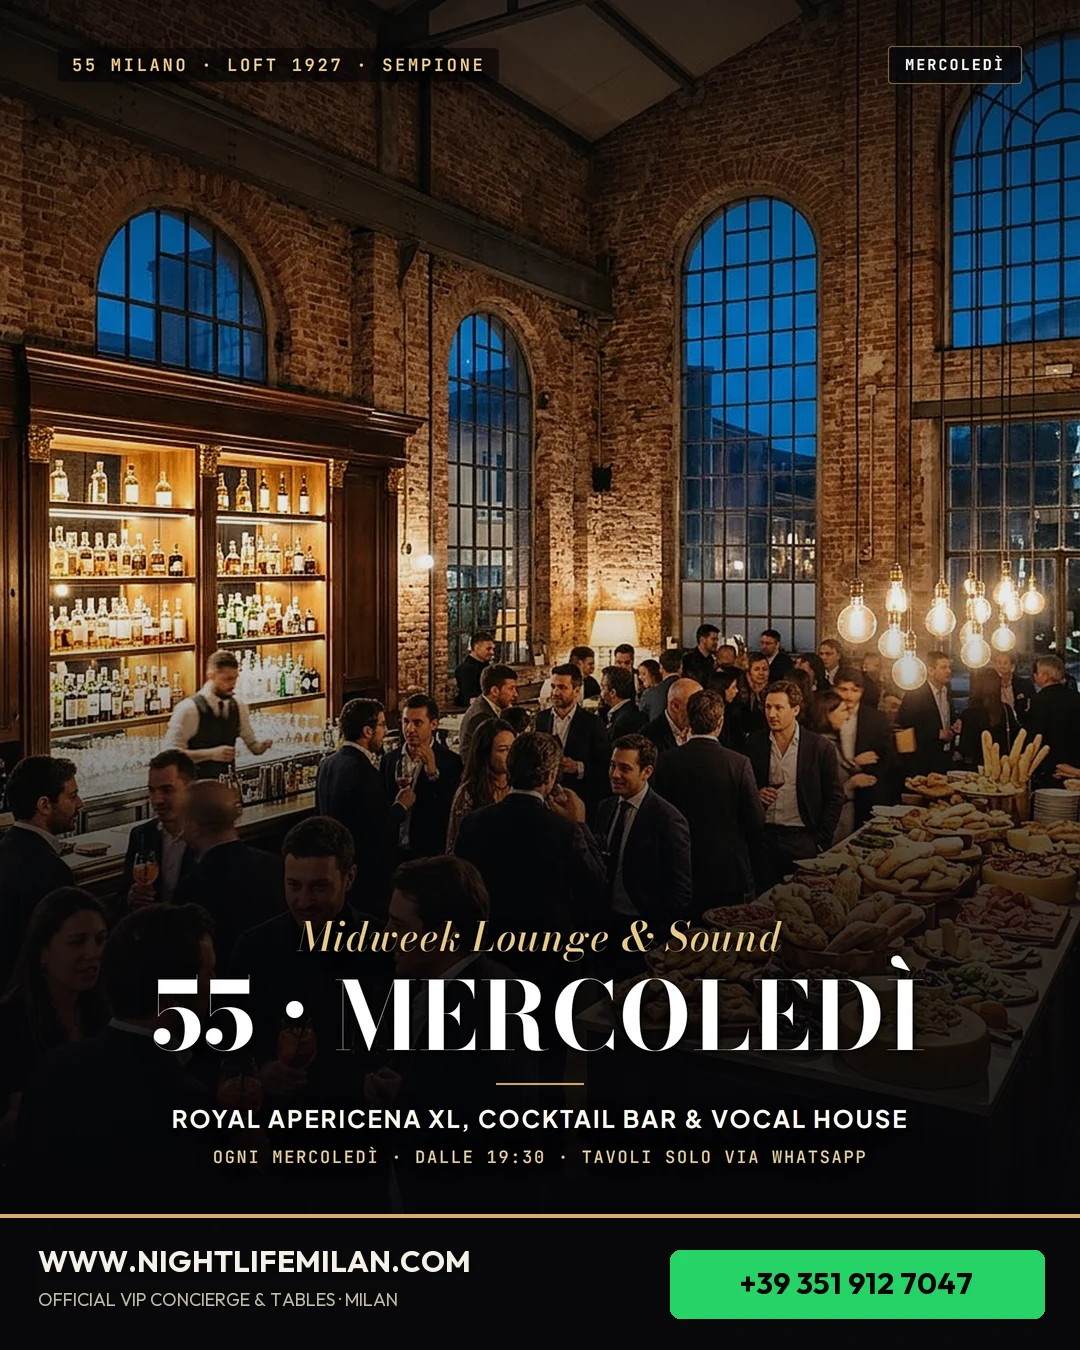 55 MILANO · LOFT 1927 · SEMPIONE
MERCOLEDÌ
Midweek Lounge & Sound
55 · MERCOLEDÌ
ROYAL APERICENA XL, COCKTAIL BAR & VOCAL HOUSE
OGNI MERCOLEDÌ · DALLE 19:30 · TAVOLI SOLO VIA WHATSAPP
WWW.NIGHTLIFEMILAN.COM
OFFICIAL VIP CONCIERGE & TABLES · MILAN
+39 351 912 7047